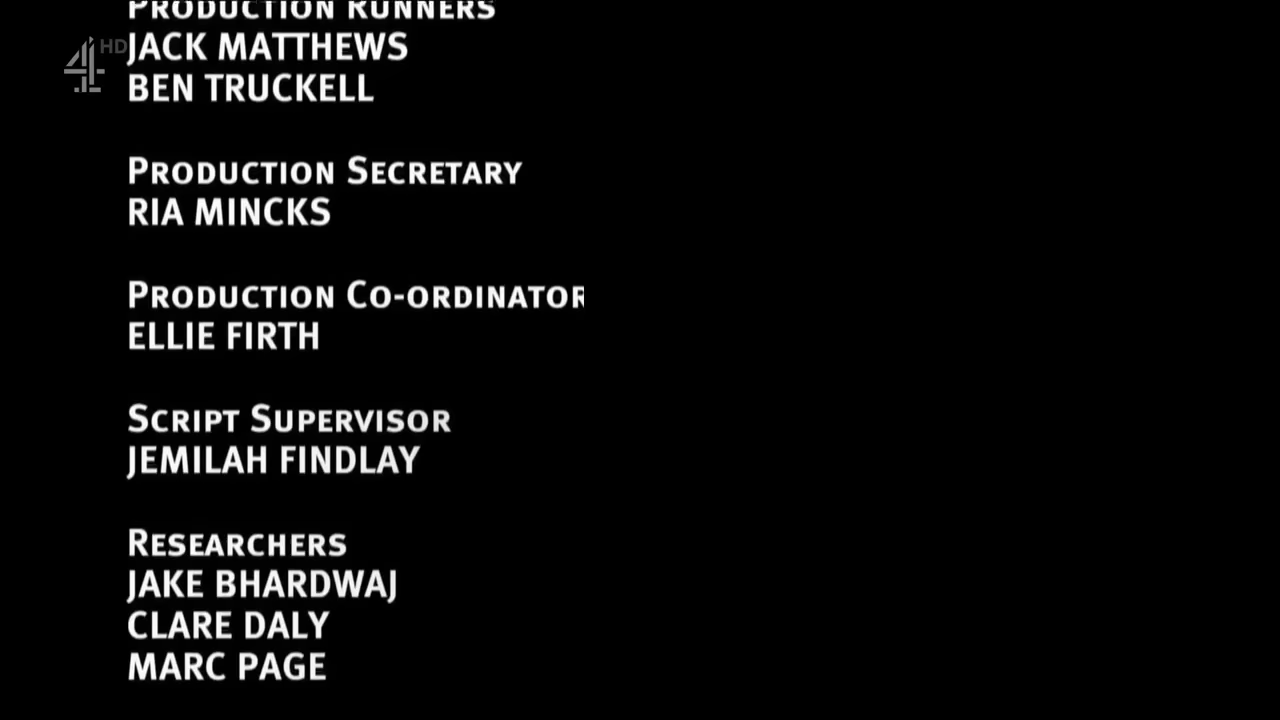 HD
PRODUCTION RUNNERS
JACK MATTHEWS
BEN TRUCKELL
PRODUCTION SECRETARY
RIA MINCKS
PRODUCTION CO-ORDINATOR
ELLIE FIRTH
SCRIPT SUPERVISOR
JEMILAH FINDLAY
RESEARCHERS
JAKE BHARDWAJ
CLARE DALY
MARC PAGE